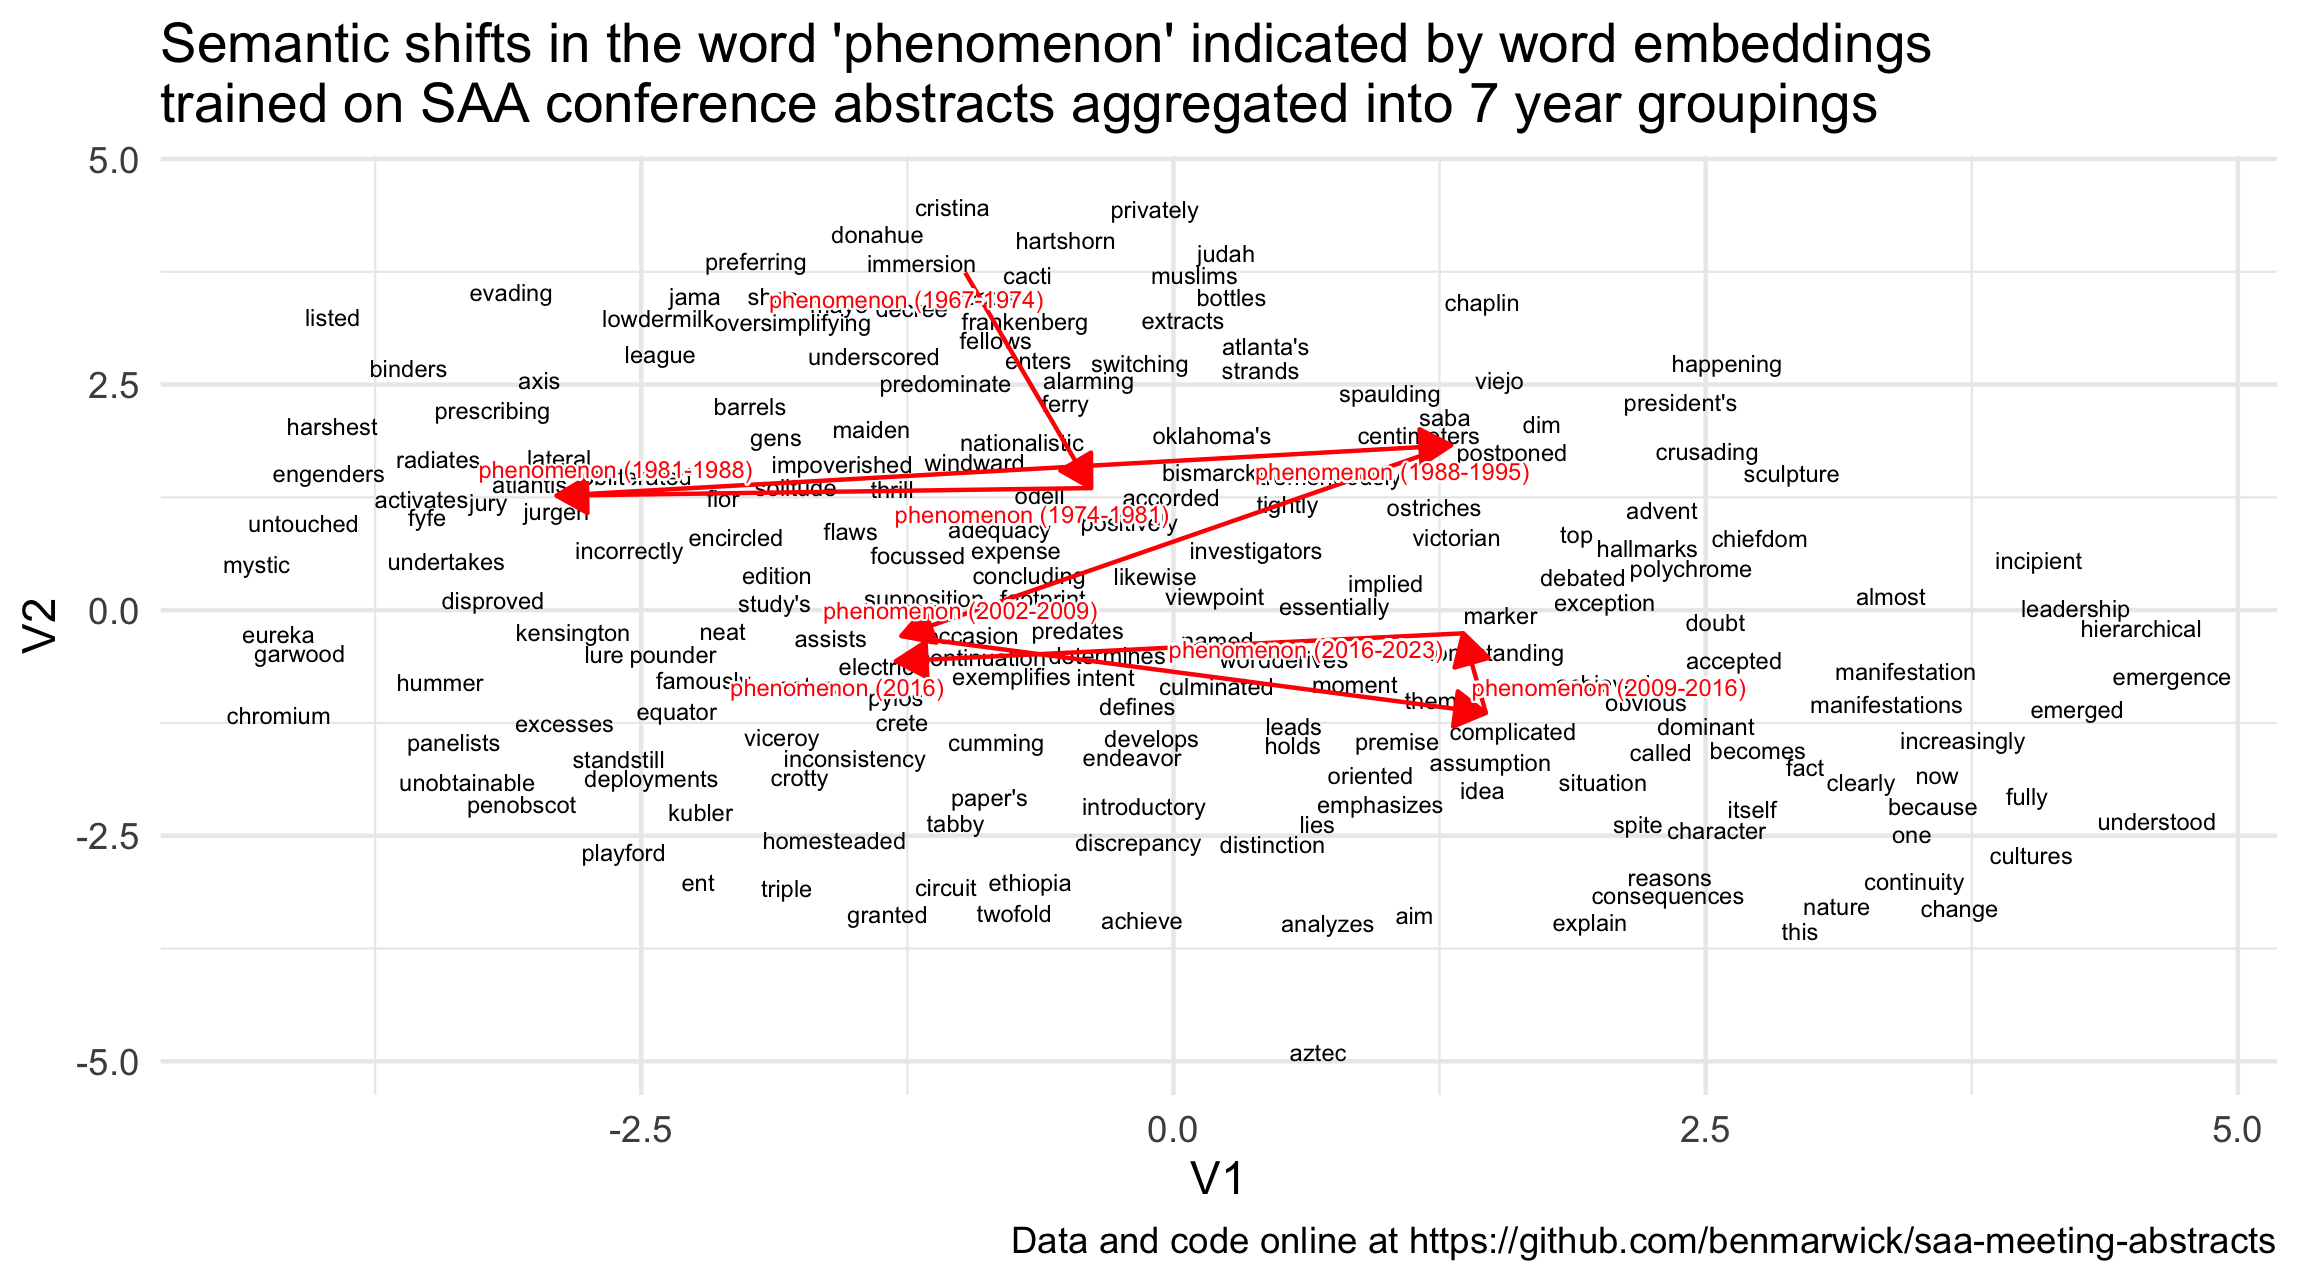 Semantic shifts in the word 'phenomenon' indicated by word embeddings
trained on SAA conference abstracts aggregated into 7 year groupings
5.0
cristina privately
donahue hartshorn
preferring immersion cacti judah
muslims
evading jama phenomenon (1967-1974) bottles chaplin
listed lowdermilk oversimplifying decree frankenberg extracts
fellows
league underscored enters switching atlanta's happening
binders axis predominate alarming strands viejo
2.5
prescribing barrels ferry spaulding president's
harshest gens maiden nationalistic oklahoma's saba dim
centimeters
radiates lateral impoverished windward postponed crusading
engenders phenomenon (1981-1988) bismarck phenomenon (1988-1995) sculpture
atlantis obliterated solitude thrill tremendously
activates jury flor odell accorded tightly
fyfe jurgen phenomenon (1974-1981) ostriches advent
untouched encircled flaws adequacy positively
incorrectly focussed expense investigators victorian top hallmarks chiefdom
mystic undertakes edition concluding likewise implied debated polychrome incipient
0.0
disproved study's supposition footprint viewpoint essentially exception almost
phenomenon (2002-2009) marker leadership
eureka kensington neat assists occasion predates named doubt hierarchical
garwood lure pounder electric continuation determines phenomenon (2016-2023) accepted
wordderives
hummer famously phenomenon (2016) exemplifies intent culminated moment phenomenon (2009-2016) manifestation emergence
pylos obvious
chromium excesses equator crete defines leads complicated dominant manifestations emerged
panelists viceroy cumming develops holds premise called becomes increasingly
standstill inconsistency endeavor assumption fact
unobtainable deployments crotty oriented idea situation clearly now
penobscot kubler paper's introductory emphasizes itself because fully
tabby lies spite character one understood
-2.5
playford homesteaded discrepancy distinction cultures
ent triple circuit ethiopia reasons continuity
granted twofold achieve analyzes aim explain consequences nature change
this
aztec
-5.0
V2
-2.5 0.0 2.5 5.0
V1
Data and code online at https://github.com/benmarwick/saa-meeting-abstracts